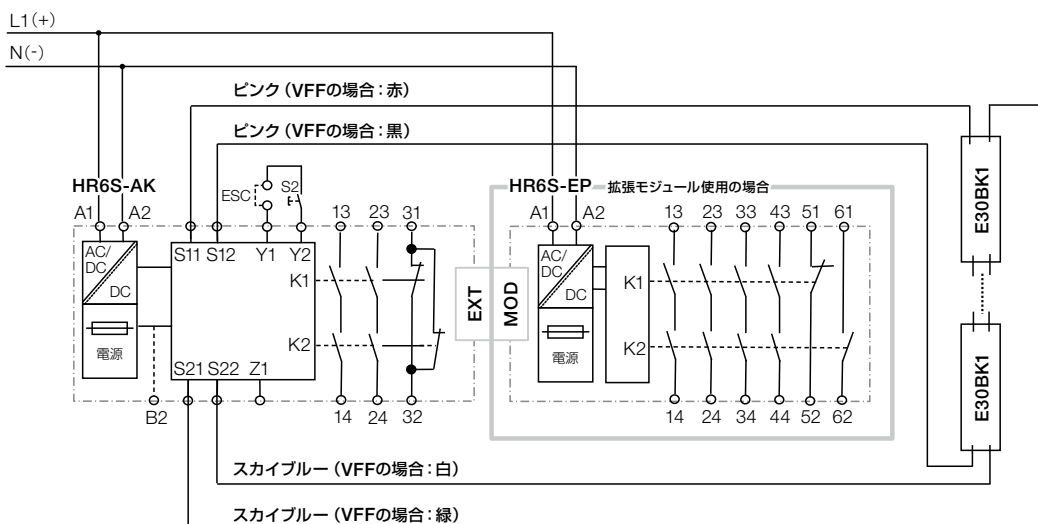 L1(+)
N(-)
ピンク（VFFの場合：赤）
ピンク（VFFの場合：黒）
HR6S-AK
ESC
S2
HR6S-EP 拡張モジュール使用の場合
A1 A2 13 23 31
A1 A2 13 23 33 43 51 61
AC/
DC
DC
電源
S11 S12 Y1 Y2
K1
K2
S21 S22 Z1
EXT
MOD
AC/
DC
DC
電源
K1
K2
E30BK1
E30BK1
B2 14 24 32
14 24 34 44 52 62
スカイブルー（VFFの場合：白）
スカイブルー（VFFの場合：緑）